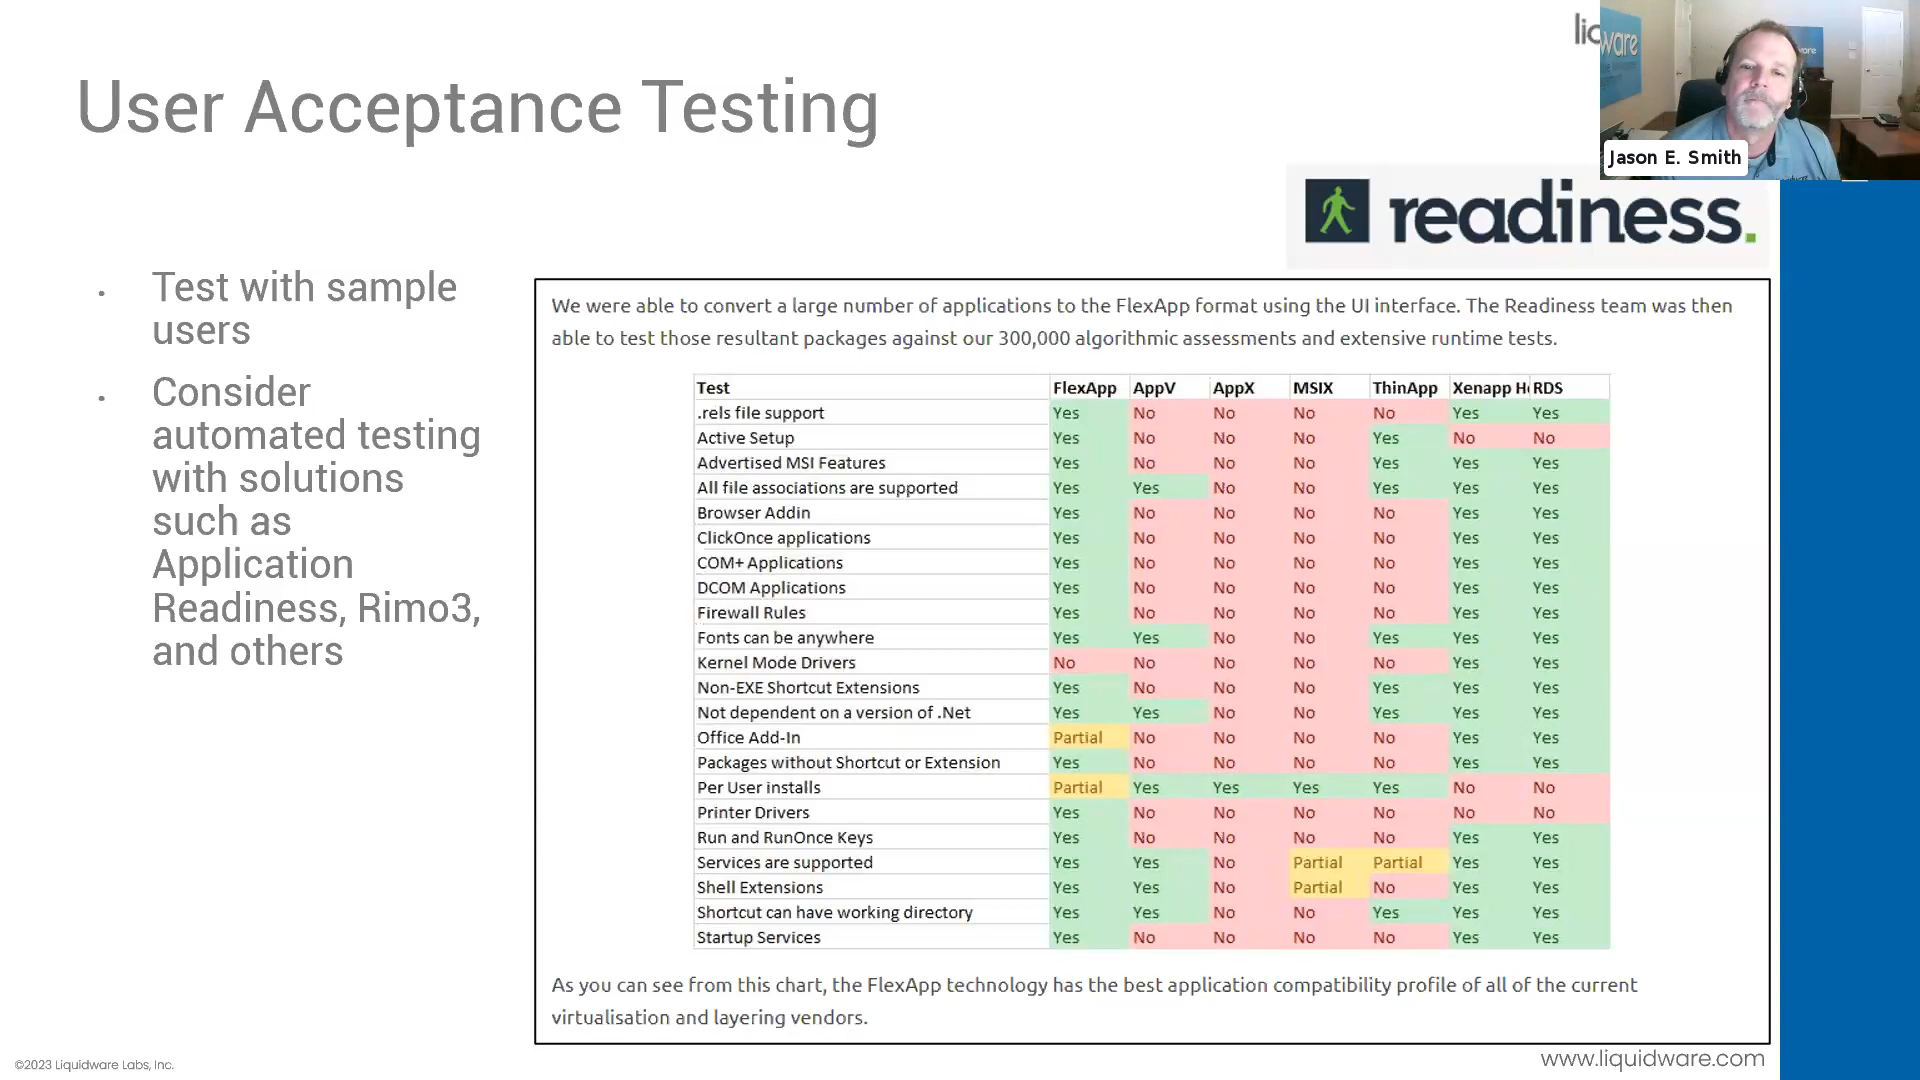 User Acceptance Testing
ware
Jason E. Smith
readiness.
• Test with sample
users
• Consider
automated testing
with solutions
such as
Application
Readiness, Rimo3,
and others
We were able to convert a large number of applications to the FlexApp format using the UI interface. The Readiness team was then
able to test those resultant packages against our 300,000 algorithmic assessments and extensive runtime tests.
Test FlexApp AppV AppX MSIX ThinApp Xenapp H RDS
.rels file support Yes No No No No Yes Yes
Active Setup Yes No No No Yes No No
Advertised MSI Features Yes No No No Yes Yes Yes
All file associations are supported Yes Yes No No Yes Yes Yes
Browser Addin Yes No No No No Yes Yes
ClickOnce applications Yes No No No No Yes Yes
COM+ Applications Yes No No No No Yes Yes
DCOM Applications Yes No No No No Yes Yes
Firewall Rules Yes No No No No Yes Yes
Fonts can be anywhere Yes Yes No No Yes Yes Yes
Kernel Mode Drivers No No No No No Yes Yes
Non-EXE Shortcut Extensions Yes No No No Yes Yes Yes
Not dependent on a version of .Net Yes Yes No No Yes Yes Yes
Office Add-In Partial No No No No Yes Yes
Packages without Shortcut or Extension Yes No No No No Yes Yes
Per User installs Partial Yes Yes Yes Yes No No
Printer Drivers Yes No No No No No No
Run and RunOnce Keys Yes No No No No Yes Yes
Services are supported Yes Yes No Partial Partial Yes Yes
Shell Extensions Yes Yes No Partial No Yes Yes
Shortcut can have working directory Yes Yes No No Yes Yes Yes
Startup Services Yes No No No No Yes Yes
As you can see from this chart, the FlexApp technology has the best application compatibility profile of all of the current
virtualisation and layering vendors.
©2023 Liquidware Labs, Inc.
www.liquidware.com